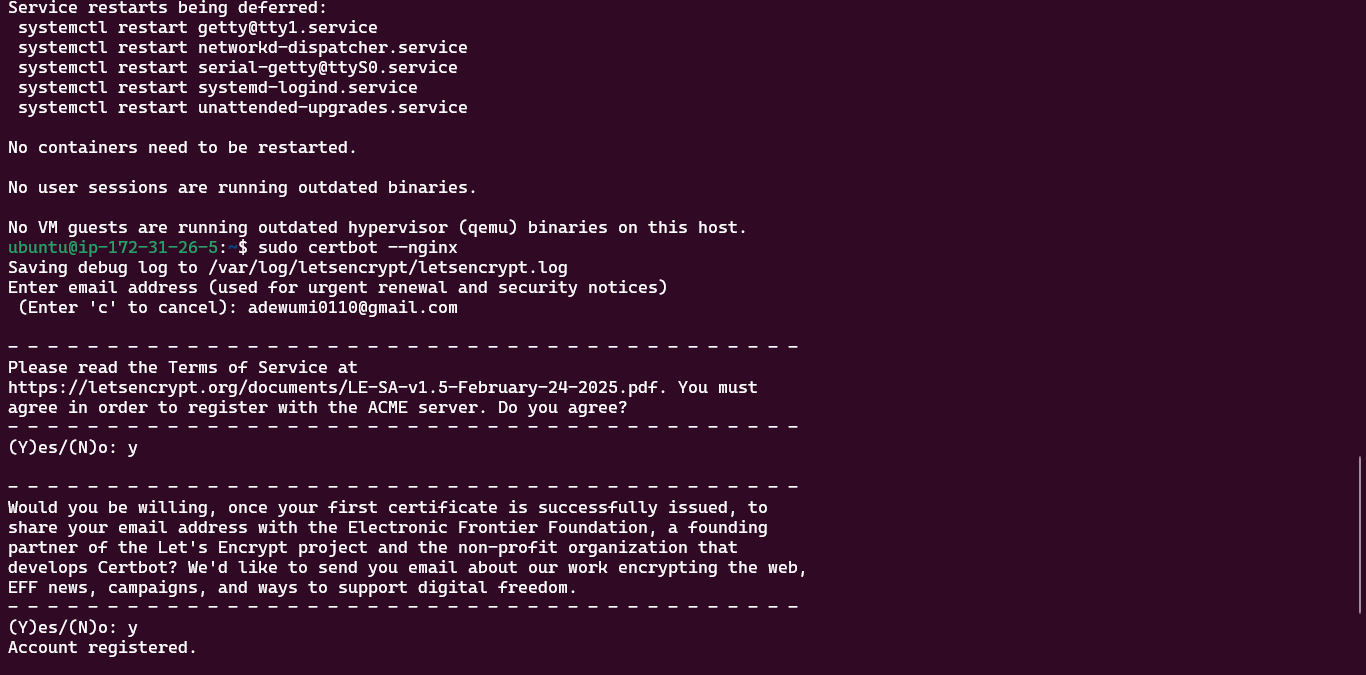 Service restarts being deferred:
 systemctl restart getty@tty1.service
 systemctl restart networkd-dispatcher.service
 systemctl restart serial-getty@ttyS0.service
 systemctl restart systemd-logind.service
 systemctl restart unattended-upgrades.service
No containers need to be restarted.
No user sessions are running outdated binaries.
No VM guests are running outdated hypervisor (qemu) binaries on this host.
ubuntu@ip-172-31-26-5:~$ sudo certbot --nginx
Saving debug log to /var/log/letsencrypt/letsencrypt.log
Enter email address (used for urgent renewal and security notices)
 (Enter 'c' to cancel): adewumi0110@gmail.com
- - - - - - - - - - - - - - - - - - - - - - - - - - - - - - - - - - - - - - - -
Please read the Terms of Service at
https://letsencrypt.org/documents/LE-SA-v1.5-February-24-2025.pdf. You must
agree in order to register with the ACME server. Do you agree?
- - - - - - - - - - - - - - - - - - - - - - - - - - - - - - - - - - - - - - - -
(Y)es/(N)o: y
- - - - - - - - - - - - - - - - - - - - - - - - - - - - - - - - - - - - - - - -
Would you be willing, once your first certificate is successfully issued, to
share your email address with the Electronic Frontier Foundation, a founding
partner of the Let's Encrypt project and the non-profit organization that
develops Certbot? We'd like to send you email about our work encrypting the web,
EFF news, campaigns, and ways to support digital freedom.
- - - - - - - - - - - - - - - - - - - - - - - - - - - - - - - - - - - - - - - -
(Y)es/(N)o: y
Account registered.